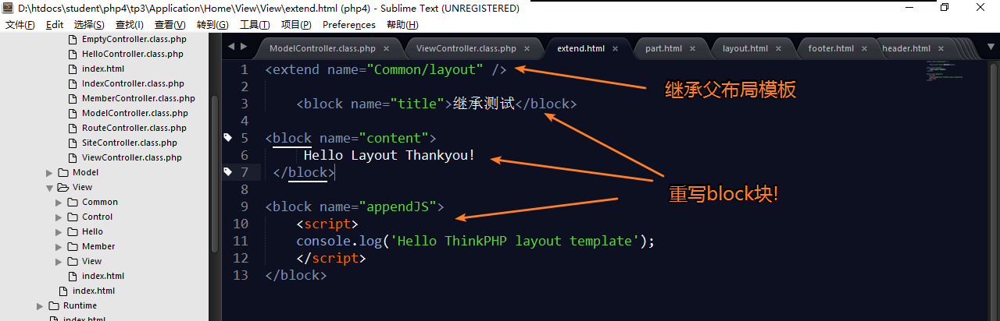 D:\htdocs\student\php4\tp3\Application\Home\View\View\extend.html (php4) - Sublime Text (UNREGISTERED)
文件(F) Edit 选择(S) 查找(I) 查看(V) 转到(G) 工具(T) 项目(P) Preferences 帮助(H)
EmptyController.class.php
HelloController.class.php
index.html
IndexController.class.php
MemberController.class.php
ModelController.class.php
RouteController.class.php
SiteController.class.php
ViewController.class.php
Model
View
Common
Control
Hello
Member
View
index.html
index.html
Runtime
index.html
ModelController.class.php × ViewController.class.php × extend.html × part.html × layout.html × footer.html × header.html ×
1 <extend name="Common/layout" />
继承父布局模板
2
3 <block name="title">继承测试</block>
4
5 <block name="content">
6 Hello Layout Thankyou!
7 </block>
重写block块!
8
9 <block name="appendJS">
10 <script>
11 console.log('Hello ThinkPHP layout template');
12 </script>
13 </block>